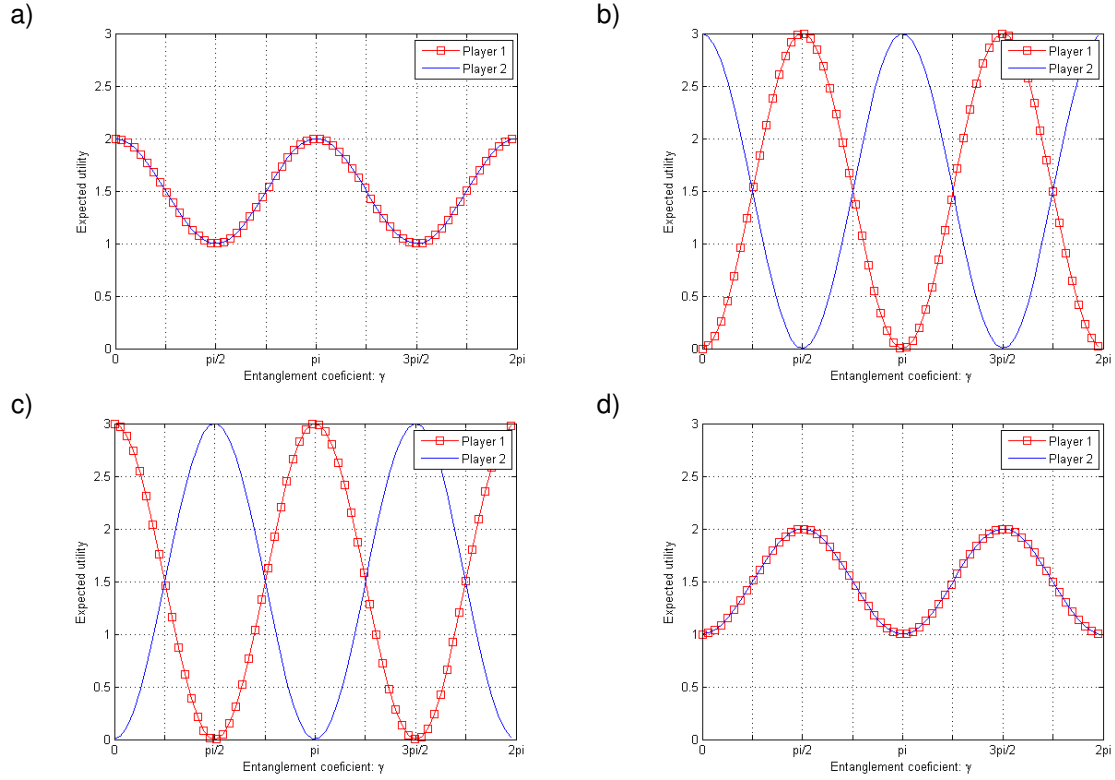 a)
3
2.5
2
1.5
1
0.5
0
Expected utility
0 pi/2 pi 3pi/2 2pi
Entanglement coeficient: γ
Player 1
Player 2
b)
3
2.5
2
1.5
1
0.5
0
Expected utility
0 pi/2 pi 3pi/2 2pi
Entanglement coeficient: γ
Player 1
Player 2
c)
3
2.5
2
1.5
1
0.5
0
Expected utility
0 pi/2 pi 3pi/2 2pi
Entanglement coeficient: γ
Player 1
Player 2
d)
3
2.5
2
1.5
1
0.5
0
Expected utility
0 pi/2 pi 3pi/2 2pi
Entanglement coeficient: γ
Player 1
Player 2